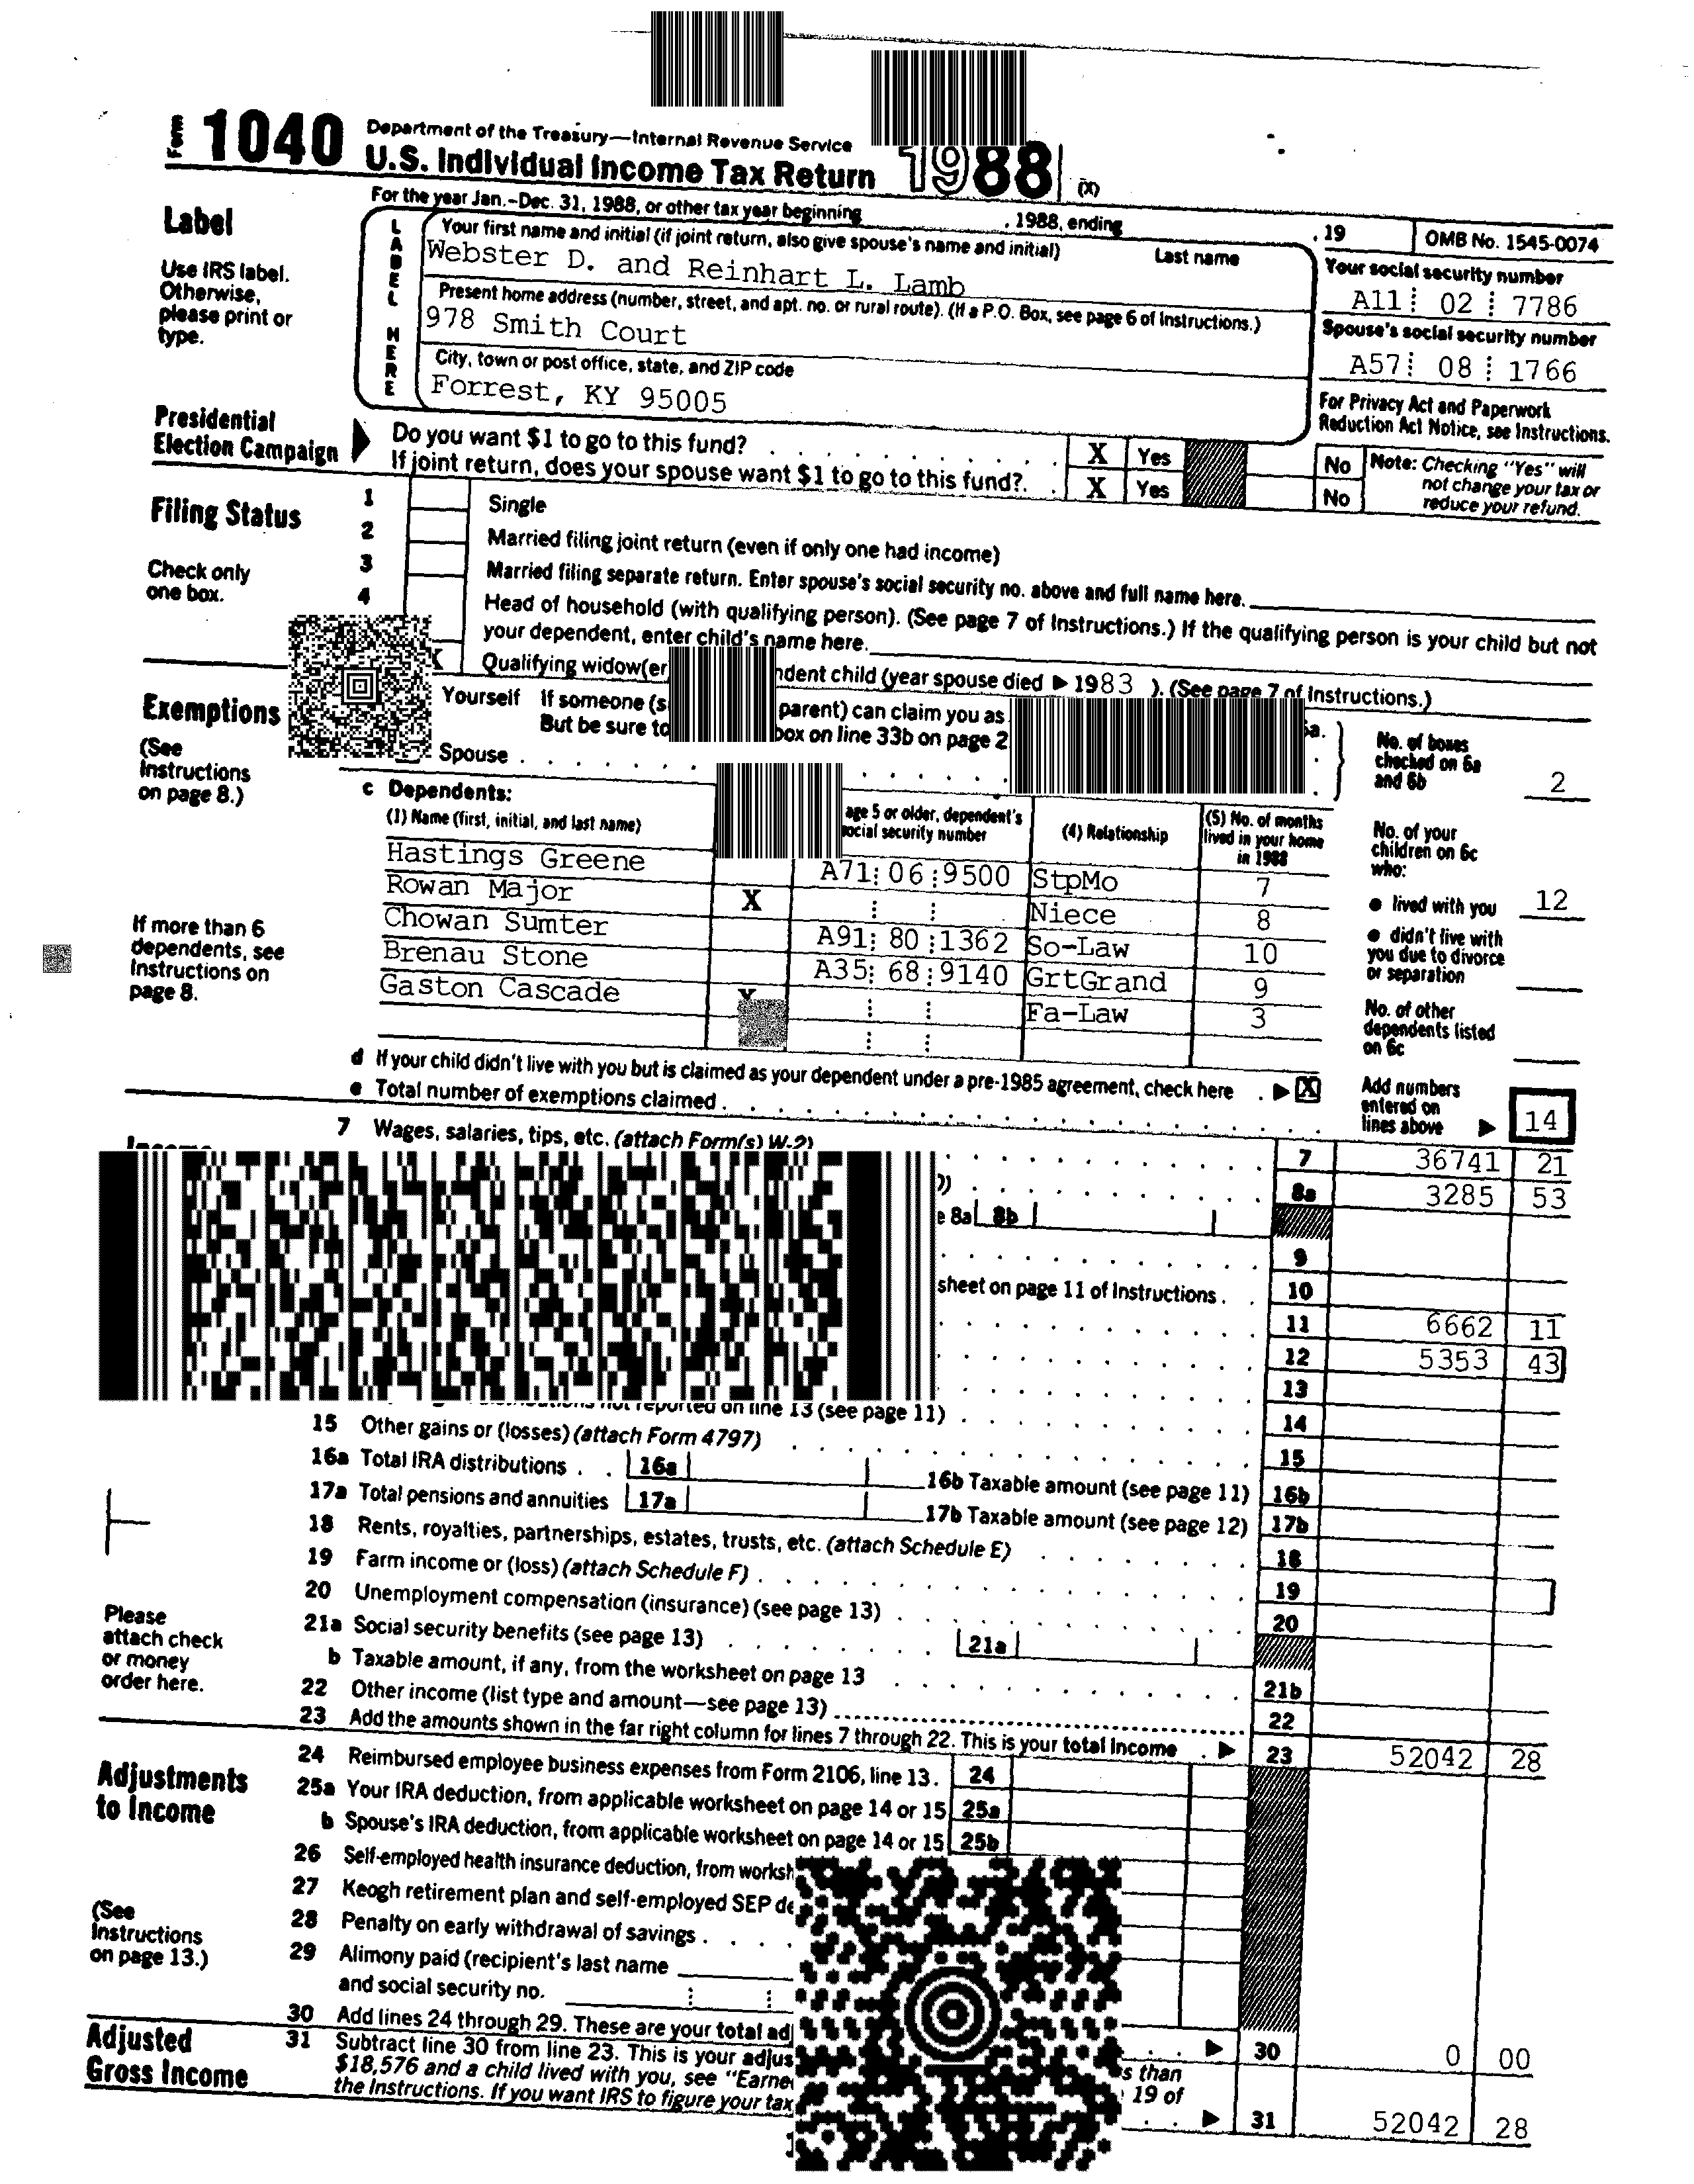 Form 1040 Department of the Treasury—Internal Revenue Service
U.S. Individual Income Tax Return 1988 (X)
For the year Jan.-Dec. 31, 1988, or other tax year beginning , 1988, ending , 19 OMB No. 1545-0074
Label
Use IRS label. Otherwise, please print or type.
LABEL HERE
Your first name and initial (if joint return, also give spouse's name and initial) Last name
Webster D. and Reinhart L. Lamb
Your social security number
A11 02 7786
Present home address (number, street, and apt. no. or rural route). (If a P.O. Box, see page 6 of Instructions.)
978 Smith Court
Spouse's social security number
A57 08 1766
City, town or post office, state, and ZIP code
Forrest, KY 95005
For Privacy Act and Paperwork Reduction Act Notice, see Instructions.
Presidential Election Campaign
Do you want $1 to go to this fund? X Yes No
If joint return, does your spouse want $1 to go to this fund? X Yes No
Note: Checking "Yes" will not change your tax or reduce your refund.
Filing Status
Check only one box.
1 Single
2 Married filing joint return (even if only one had income)
3 Married filing separate return. Enter spouse's social security no. above and full name here.
4 Head of household (with qualifying person). (See page 7 of Instructions.) If the qualifying person is your child but not
your dependent, enter child's name here.
Qualifying widow(er) dent child (year spouse died ▶ 1983 ). (See page 7 of Instructions.)
Exemptions
(See Instructions on page 8.)
Yourself If someone (s parent) can claim you as
But be sure to box on line 33b on page 2
Spouse
No. of boxes checked on 6a and 6b 2
c Dependents:
(1) Name (first, initial, and last name) age 5 or older, dependent's social security number (4) Relationship (5) No. of months lived in your home in 1988
Hastings Greene A71 06 9500 StpMo 7
Rowan Major X Niece 8
Chowan Sumter A91 80 1362 So-Law 10
Brenau Stone A35 68 9140 GrtGrand 9
Gaston Cascade Fa-Law 3
If more than 6 dependents, see Instructions on page 8.
No. of your children on 6c who:
● lived with you 12
● didn't live with you due to divorce or separation
No. of other dependents listed on 6c
d If your child didn't live with you but is claimed as your dependent under a pre-1985 agreement, check here ▶ X
e Total number of exemptions claimed
Add numbers entered on lines above ▶ 14
Income
7 Wages, salaries, tips, etc. (attach Form(s) W-2) 7 36741 21
8a 3285 53
e 8a 8b
9
sheet on page 11 of Instructions 10
11 6662 11
12 5353 43
13
not reported on line 13 (see page 11) 14
15 Other gains or (losses) (attach Form 4797) 15
16a Total IRA distributions 16a 16b Taxable amount (see page 11) 16b
17a Total pensions and annuities 17a 17b Taxable amount (see page 12) 17b
18 Rents, royalties, partnerships, estates, trusts, etc. (attach Schedule E) 18
19 Farm income or (loss) (attach Schedule F) 19
20 Unemployment compensation (insurance) (see page 13) 20
21a Social security benefits (see page 13) 21a
b Taxable amount, if any, from the worksheet on page 13 21b
22 Other income (list type and amount—see page 13) 22
23 Add the amounts shown in the far right column for lines 7 through 22. This is your total income ▶ 23 52042 28
Please attach check or money order here.
Adjustments to Income
(See Instructions on page 13.)
24 Reimbursed employee business expenses from Form 2106, line 13. 24
25a Your IRA deduction, from applicable worksheet on page 14 or 15 25a
b Spouse's IRA deduction, from applicable worksheet on page 14 or 15 25b
26 Self-employed health insurance deduction, from worksh
27 Keogh retirement plan and self-employed SEP de
28 Penalty on early withdrawal of savings
29 Alimony paid (recipient's last name
and social security no.
30 Add lines 24 through 29. These are your total ad ▶ 30 0 00
Adjusted Gross Income
31 Subtract line 30 from line 23. This is your adjus s than
$18,576 and a child lived with you, see "Earne 19 of
the Instructions. If you want IRS to figure your tax ▶ 31 52042 28